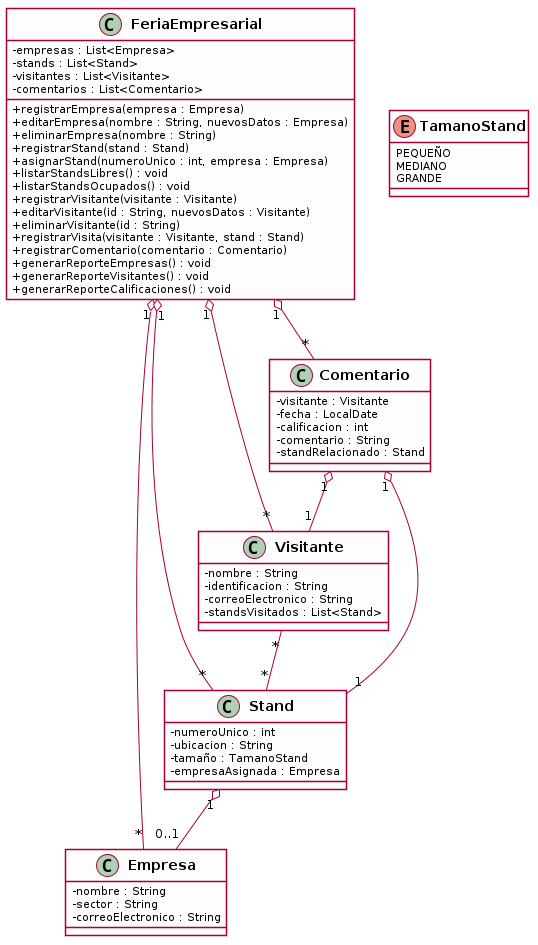 C FeriaEmpresarial
-empresas : List<Empresa>
-stands : List<Stand>
-visitantes : List<Visitante>
-comentarios : List<Comentario>
+registrarEmpresa(empresa : Empresa)
+editarEmpresa(nombre : String, nuevosDatos : Empresa)
+eliminarEmpresa(nombre : String)
+registrarStand(stand : Stand)
+asignarStand(numeroUnico : int, empresa : Empresa)
+listarStandsLibres() : void
+listarStandsOcupados() : void
+registrarVisitante(visitante : Visitante)
+editarVisitante(id : String, nuevosDatos : Visitante)
+eliminarVisitante(id : String)
+registrarVisita(visitante : Visitante, stand : Stand)
+registrarComentario(comentario : Comentario)
+generarReporteEmpresas() : void
+generarReporteVisitantes() : void
+generarReporteCalificaciones() : void
E TamanoStand
PEQUEÑO
MEDIANO
GRANDE
1 1 1 1
*
C Comentario
-visitante : Visitante
-fecha : LocalDate
-calificacion : int
-comentario : String
-standRelacionado : Stand
1 1
* 1
C Visitante
-nombre : String
-identificacion : String
-correoElectronico : String
-standsVisitados : List<Stand>
*
* * 1
C Stand
-numeroUnico : int
-ubicacion : String
-tamaño : TamanoStand
-empresaAsignada : Empresa
1
* 0..1
C Empresa
-nombre : String
-sector : String
-correoElectronico : String